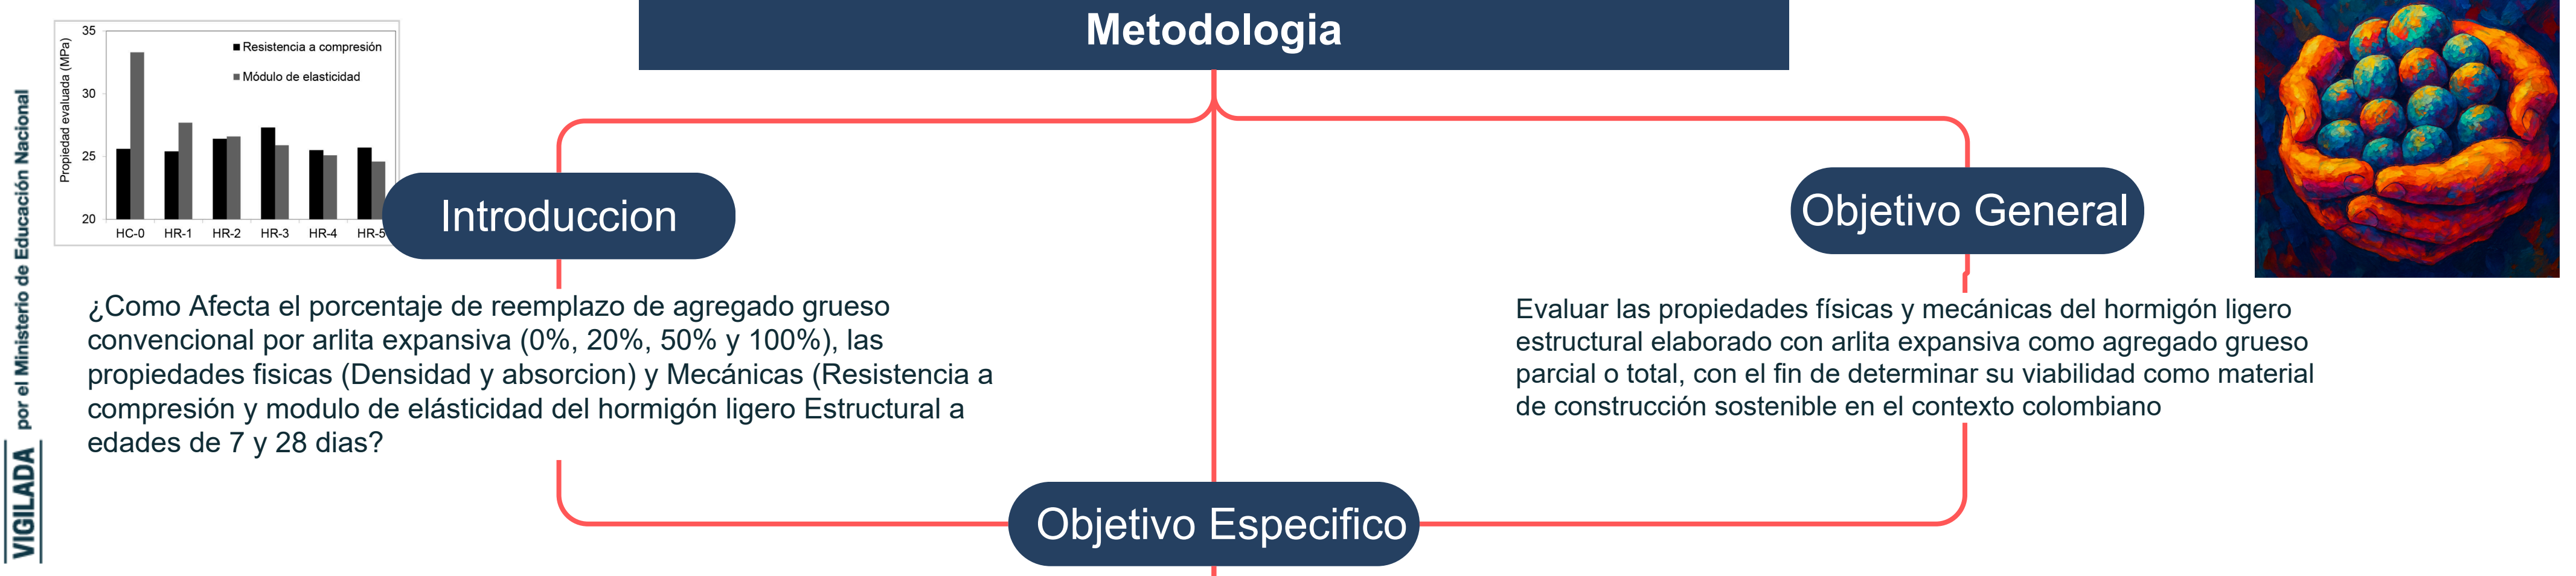 Metodologia
35
30
25
20
Propiedad evaluada (MPa)
Resistencia a compresión
Módulo de elasticidad
HC-0 HR-1 HR-2 HR-3 HR-4 HR-5
VIGILADA por el Ministerio de Educación Nacional
Introduccion
¿Como Afecta el porcentaje de reemplazo de agregado grueso
convencional por arlita expansiva (0%, 20%, 50% y 100%), las
propiedades fisicas (Densidad y absorcion) y Mecánicas (Resistencia a
compresión y modulo de elásticidad del hormigón ligero Estructural a
edades de 7 y 28 dias?
Objetivo General
Evaluar las propiedades físicas y mecánicas del hormigón ligero
estructural elaborado con arlita expansiva como agregado grueso
parcial o total, con el fin de determinar su viabilidad como material
de construcción sostenible en el contexto colombiano
Objetivo Especifico